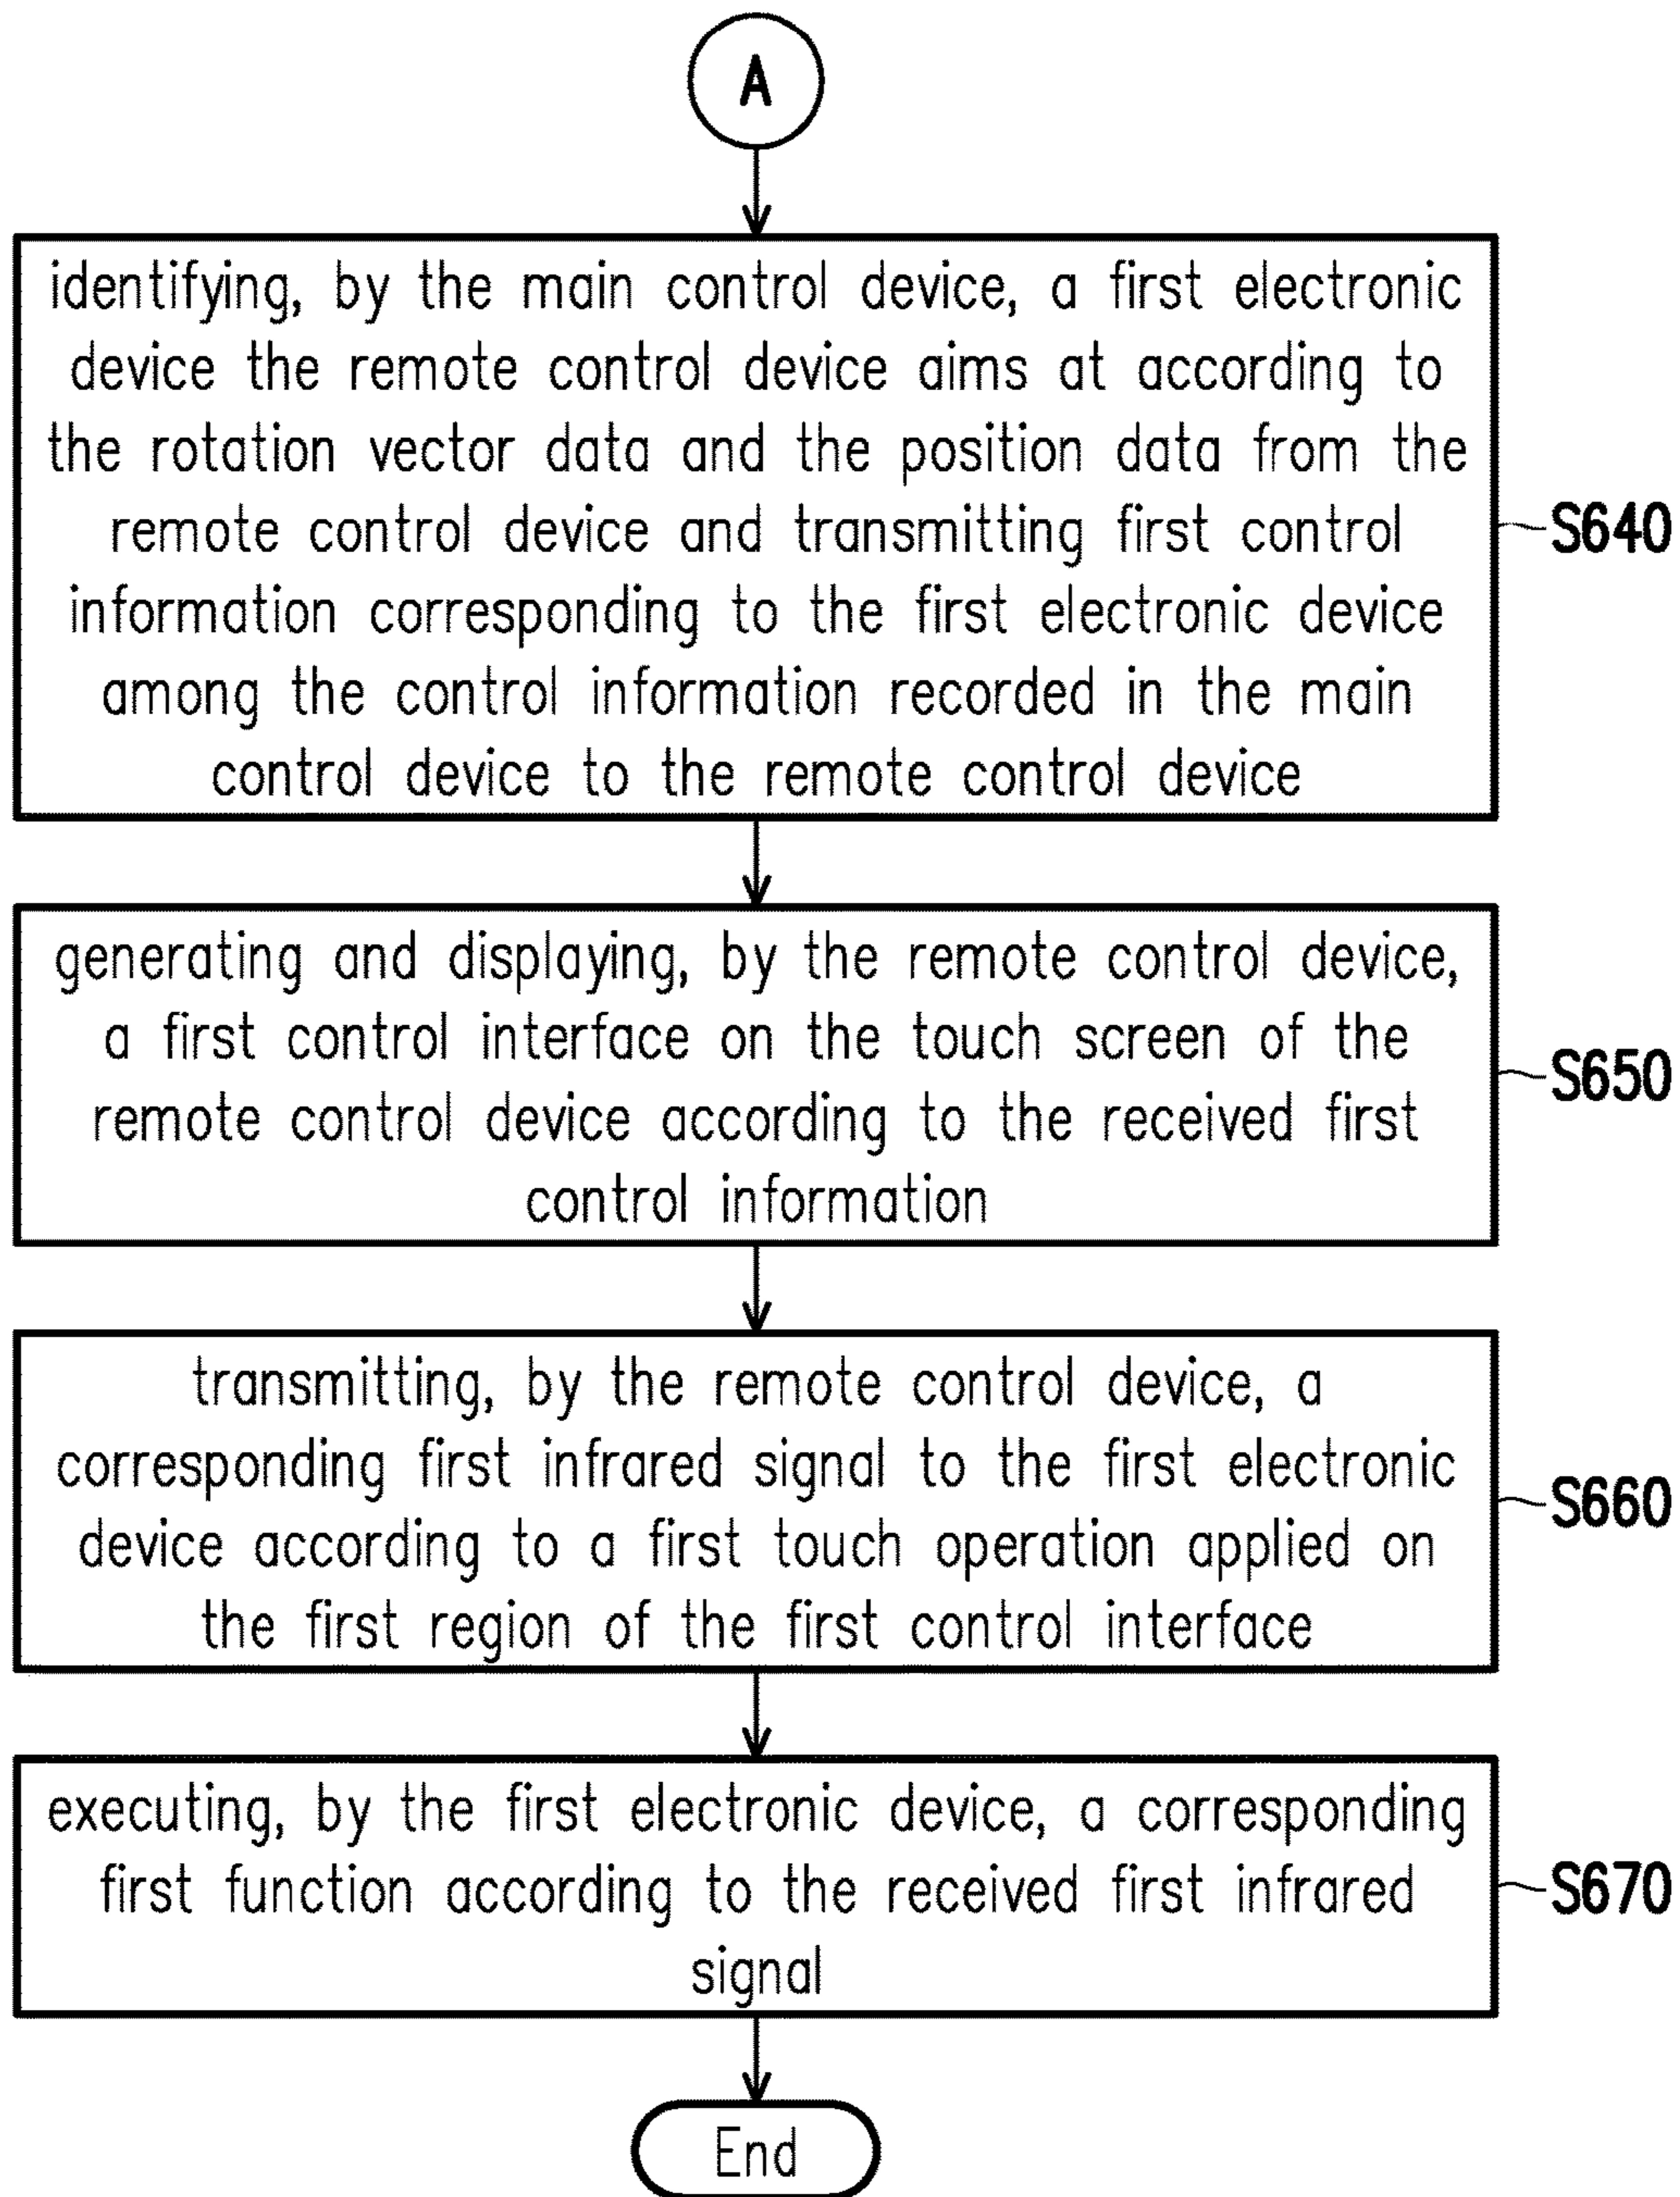 A
identifying, by the main control device, a first electronic
device the remote control device aims at according to
the rotation vector data and the position data from the
remote control device and transmitting first control
information corresponding to the first electronic device
among the control information recorded in the main
control device to the remote control device
S640
generating and displaying, by the remote control device,
a first control interface on the touch screen of the
remote control device according to the received first
control information
S650
transmitting, by the remote control device, a
corresponding first infrared signal to the first electronic
device according to a first touch operation applied on
the first region of the first control interface
S660
executing, by the first electronic device, a corresponding
first function according to the received first infrared
signal
S670
End